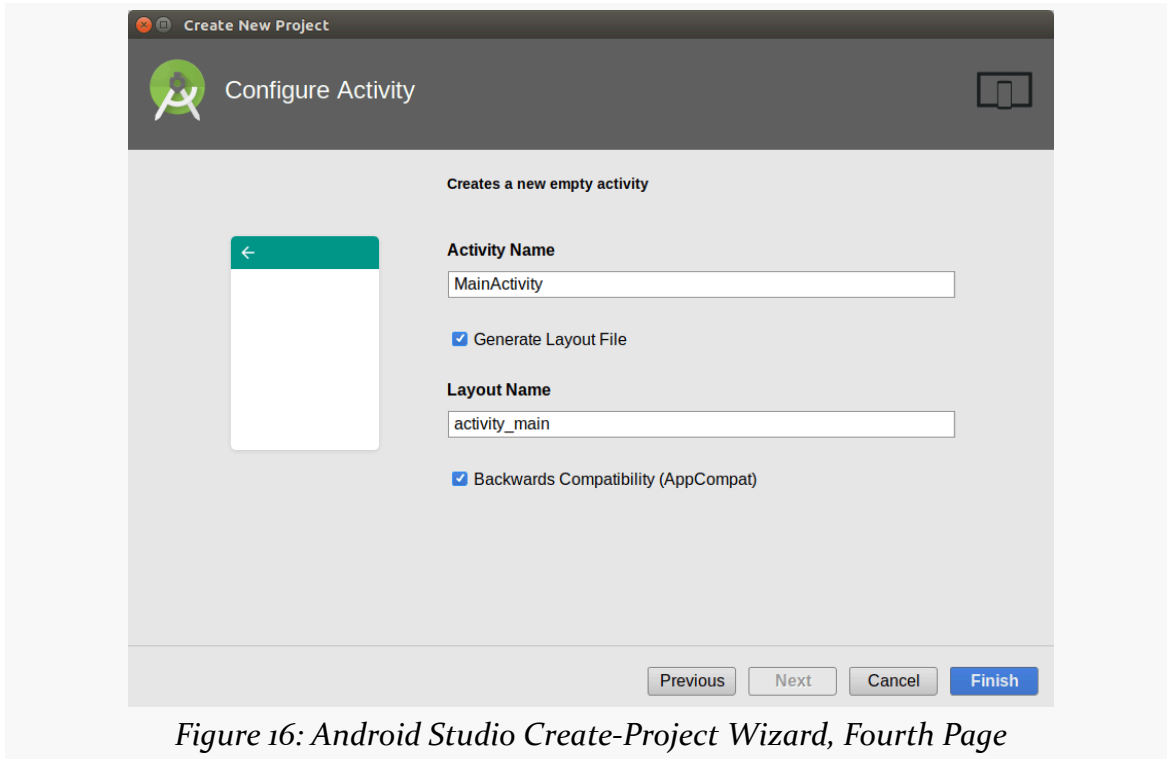 Create New Project
Configure Activity
Creates a new empty activity
Activity Name
MainActivity
Generate Layout File
Layout Name
activity_main
Backwards Compatibility (AppCompat)
Previous Next Cancel Finish
Figure 16: Android Studio Create-Project Wizard, Fourth Page